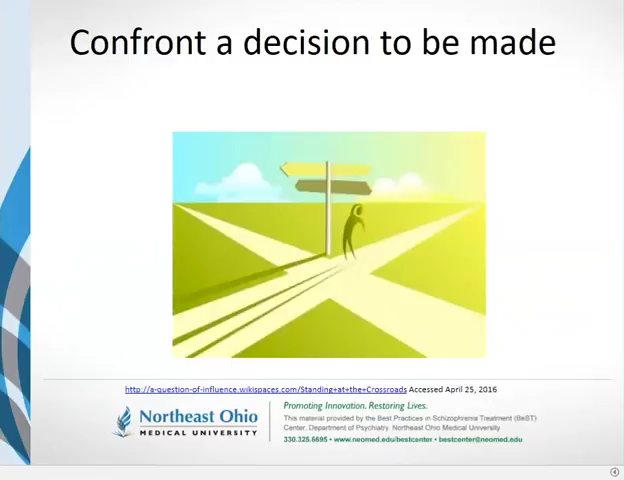 Confront a decision to be made
http://a-question-of-influence.wikispaces.com/Standing+at+the+Crossroads Accessed April 25, 2016
Northeast Ohio
MEDICAL UNIVERSITY
Promoting Innovation. Restoring Lives.
This material provided by the Best Practices in Schizophrenia Treatment (BeST)
Center, Department of Psychiatry, Northeast Ohio Medical University
330.325.6695 • www.neomed.edu/bestcenter • bestcenter@neomed.edu